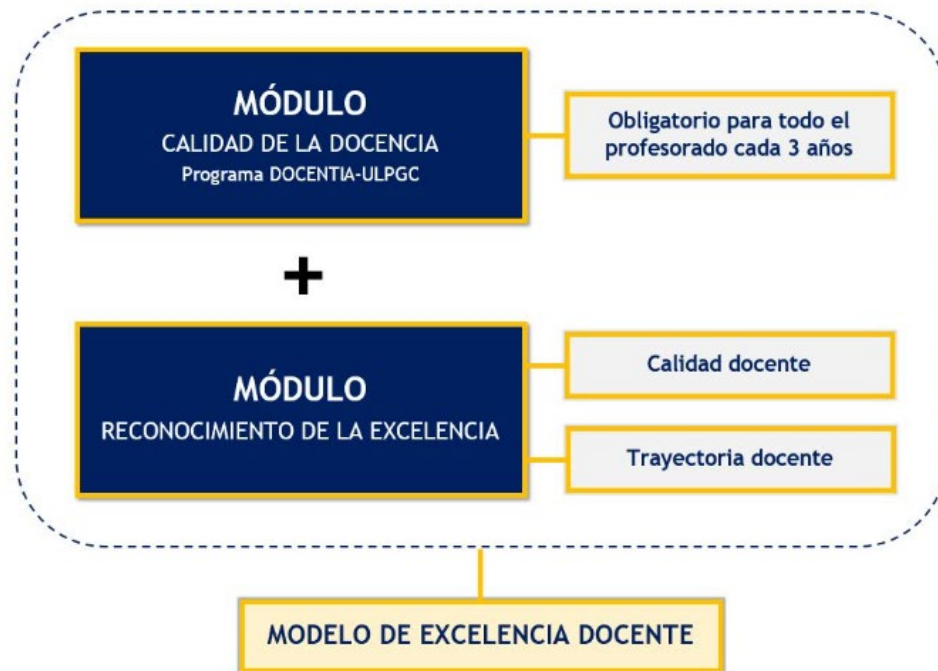 MÓDULO
CALIDAD DE LA DOCENCIA
Programa DOCENTIA-ULPGC
Obligatorio para todo el
profesorado cada 3 años
+
MÓDULO
RECONOCIMIENTO DE LA EXCELENCIA
Calidad docente
Trayectoria docente
MODELO DE EXCELENCIA DOCENTE